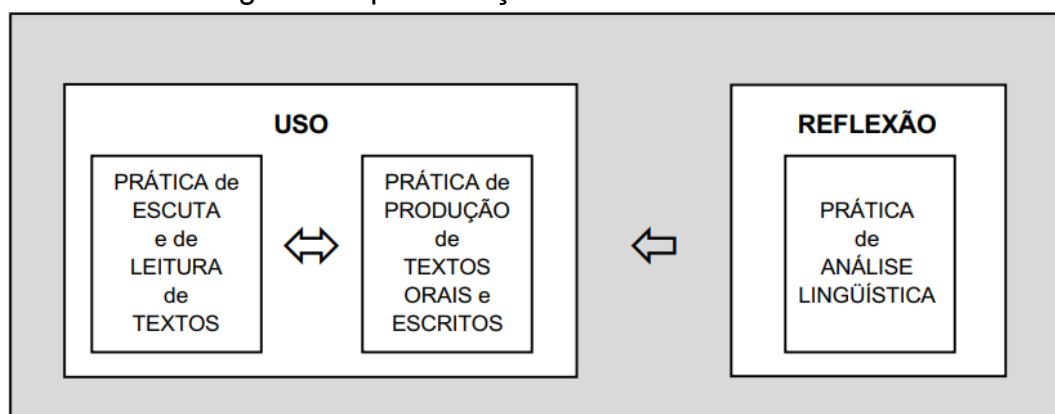 USO
PRÁTICA de
ESCUTA
e de
LEITURA
de
TEXTOS
PRÁTICA de
PRODUÇÃO
de
TEXTOS
ORAIS e
ESCRITOS
REFLEXÃO
PRÁTICA
de
ANÁLISE
LINGÜÍSTICA